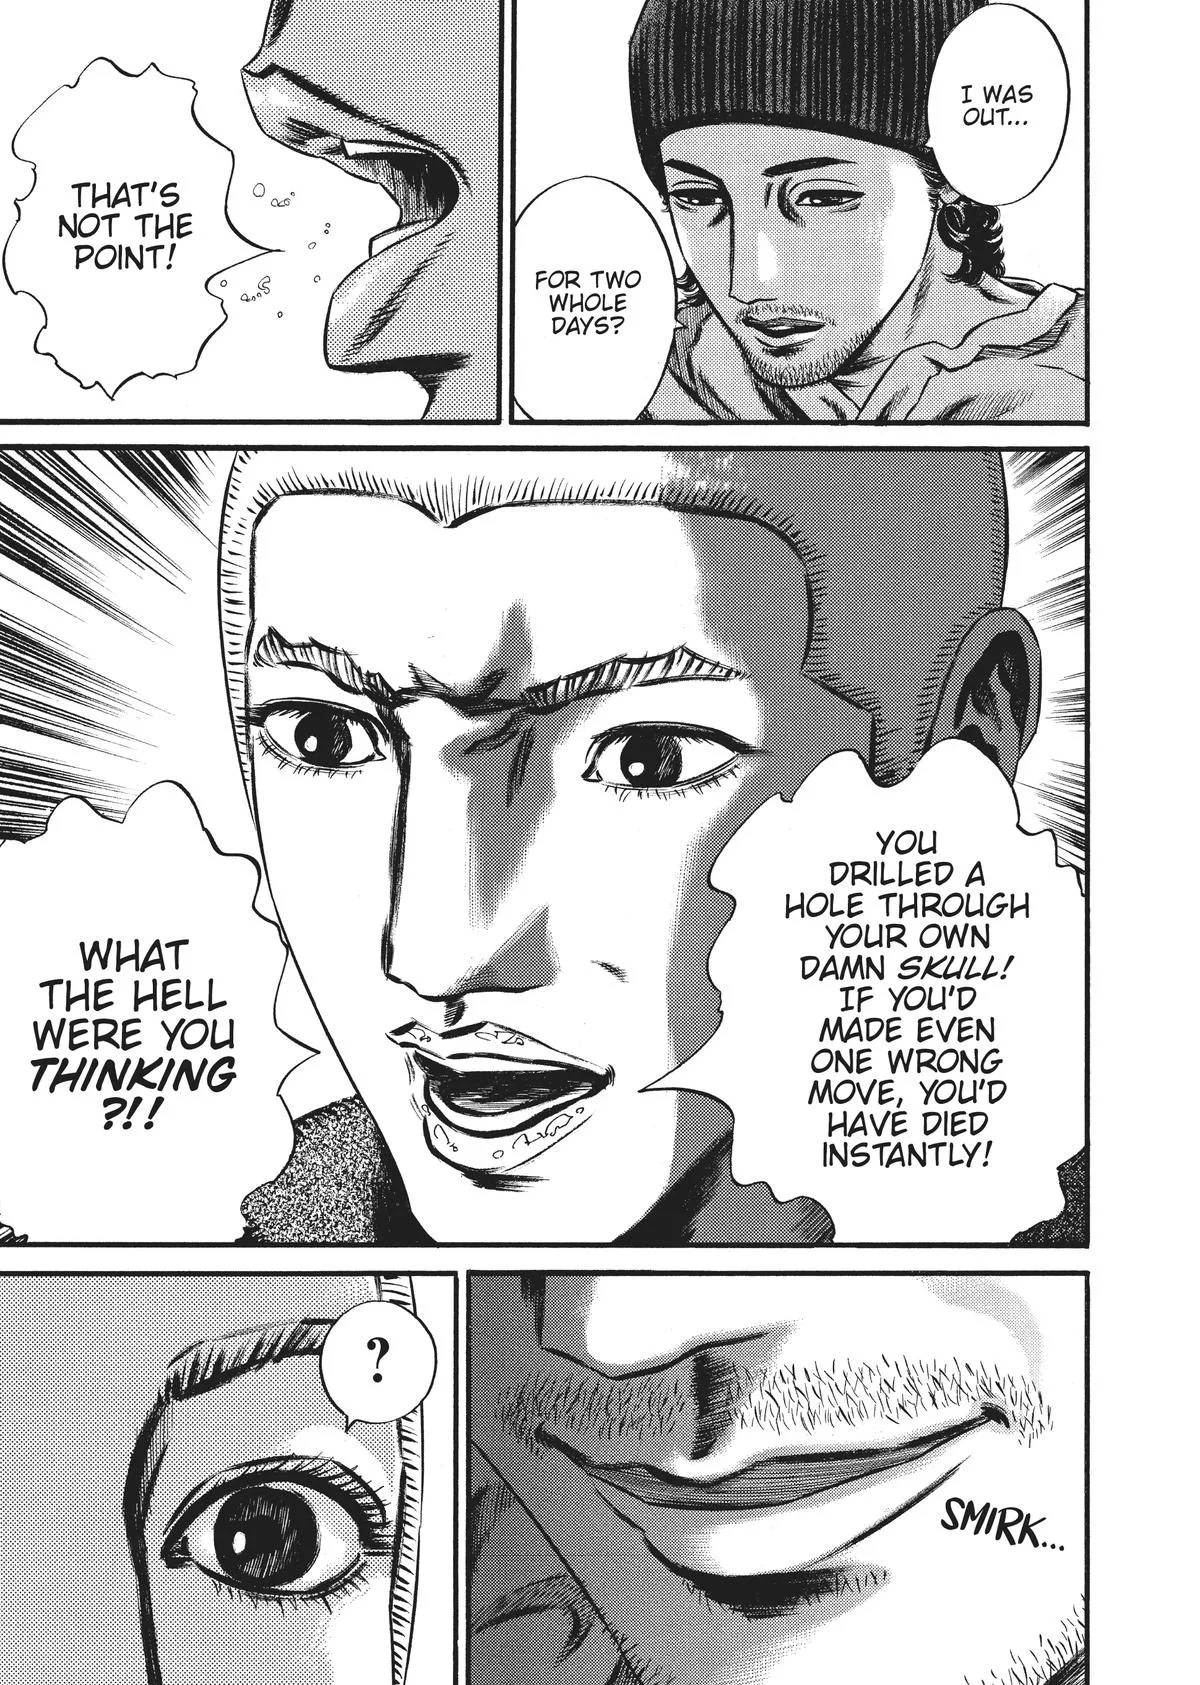 I WAS
OUT...
FOR TWO
WHOLE
DAYS?
THAT'S
NOT THE
POINT!
YOU
DRILLED A
HOLE THROUGH
YOUR OWN
DAMN SKULL!
IF YOU'D
MADE EVEN
ONE WRONG
MOVE, YOU'D
HAVE DIED
INSTANTLY!
WHAT
THE HELL
WERE YOU
THINKING
?!!
SMIRK...
?